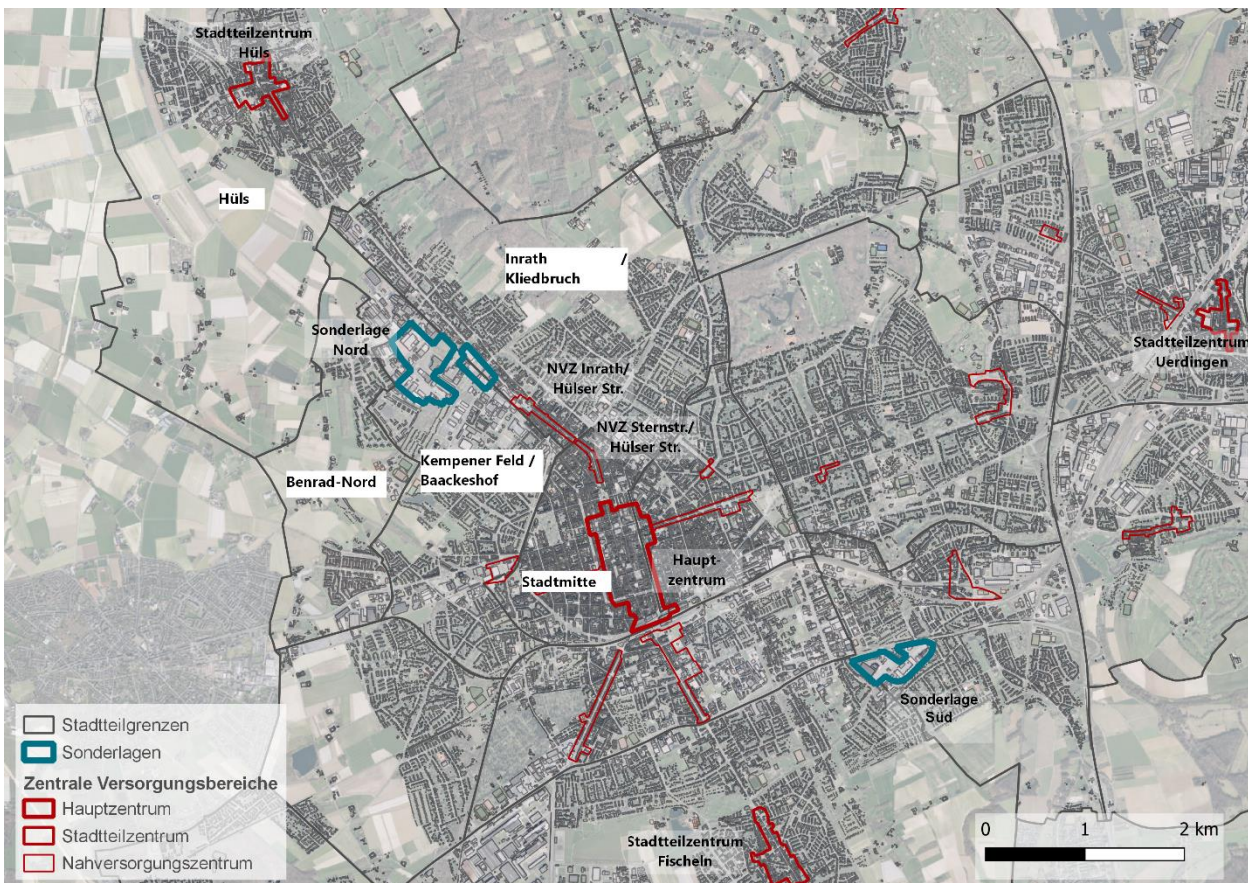 Stadtteilzentrum
Hüls
Hüls
Inrath /
Kliedbruch
Sonderlage
Nord
NVZ Inrath/
Hülser Str.
NVZ Sternstr./
Hülser Str.
Stadtteilzentrum
Uerdingen
Kempener Feld /
Baackeshof
Benrad-Nord
Haupt-
zentrum
Stadtmitte
Sonderlage
Süd
Stadtteilzentrum
Fischeln
Stadtteilgrenzen
Sonderlagen
Zentrale Versorgungsbereiche
Hauptzentrum
Stadtteilzentrum
Nahversorgungszentrum
0 1 2 km